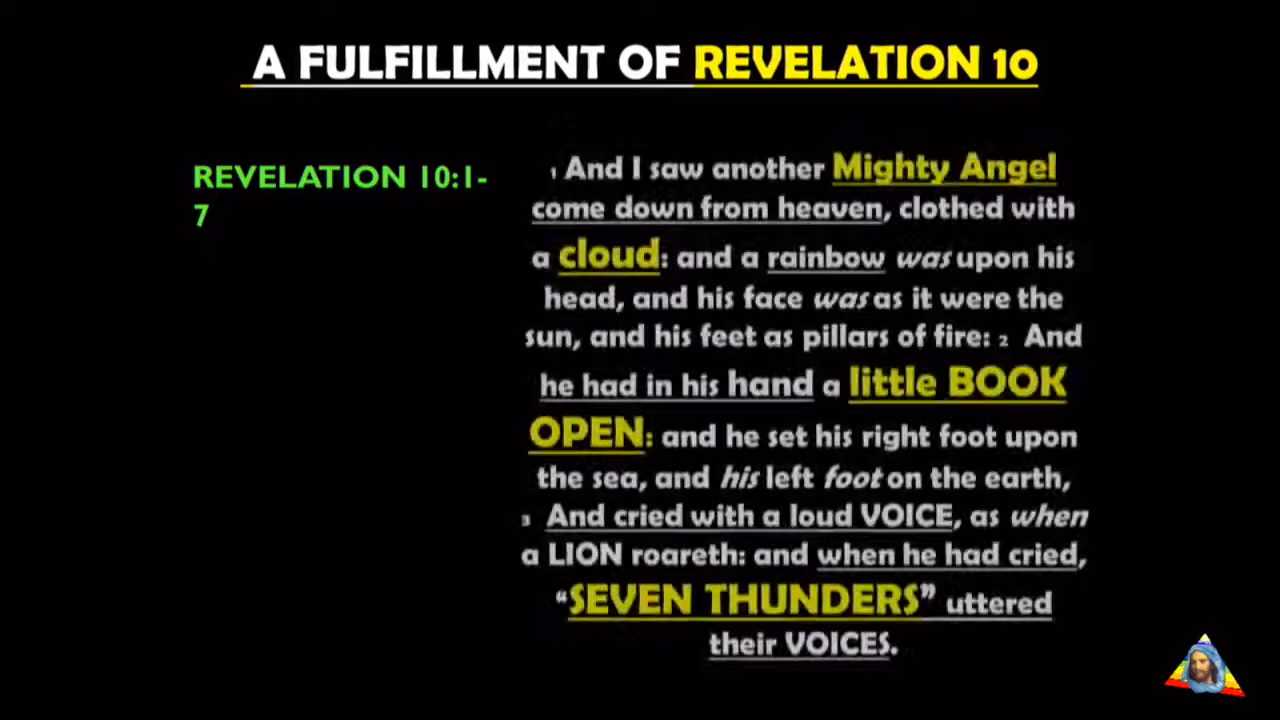 A FULFILLMENT OF REVELATION 10
REVELATION 10:1-
7
1 And I saw another Mighty Angel
come down from heaven, clothed with
a cloud: and a rainbow was upon his
head, and his face was as it were the
sun, and his feet as pillars of fire: 2 And
he had in his hand a little BOOK
OPEN: and he set his right foot upon
the sea, and his left foot on the earth,
3 And cried with a loud VOICE, as when
a LION roareth: and when he had cried,
“SEVEN THUNDERS” uttered
their VOICES.